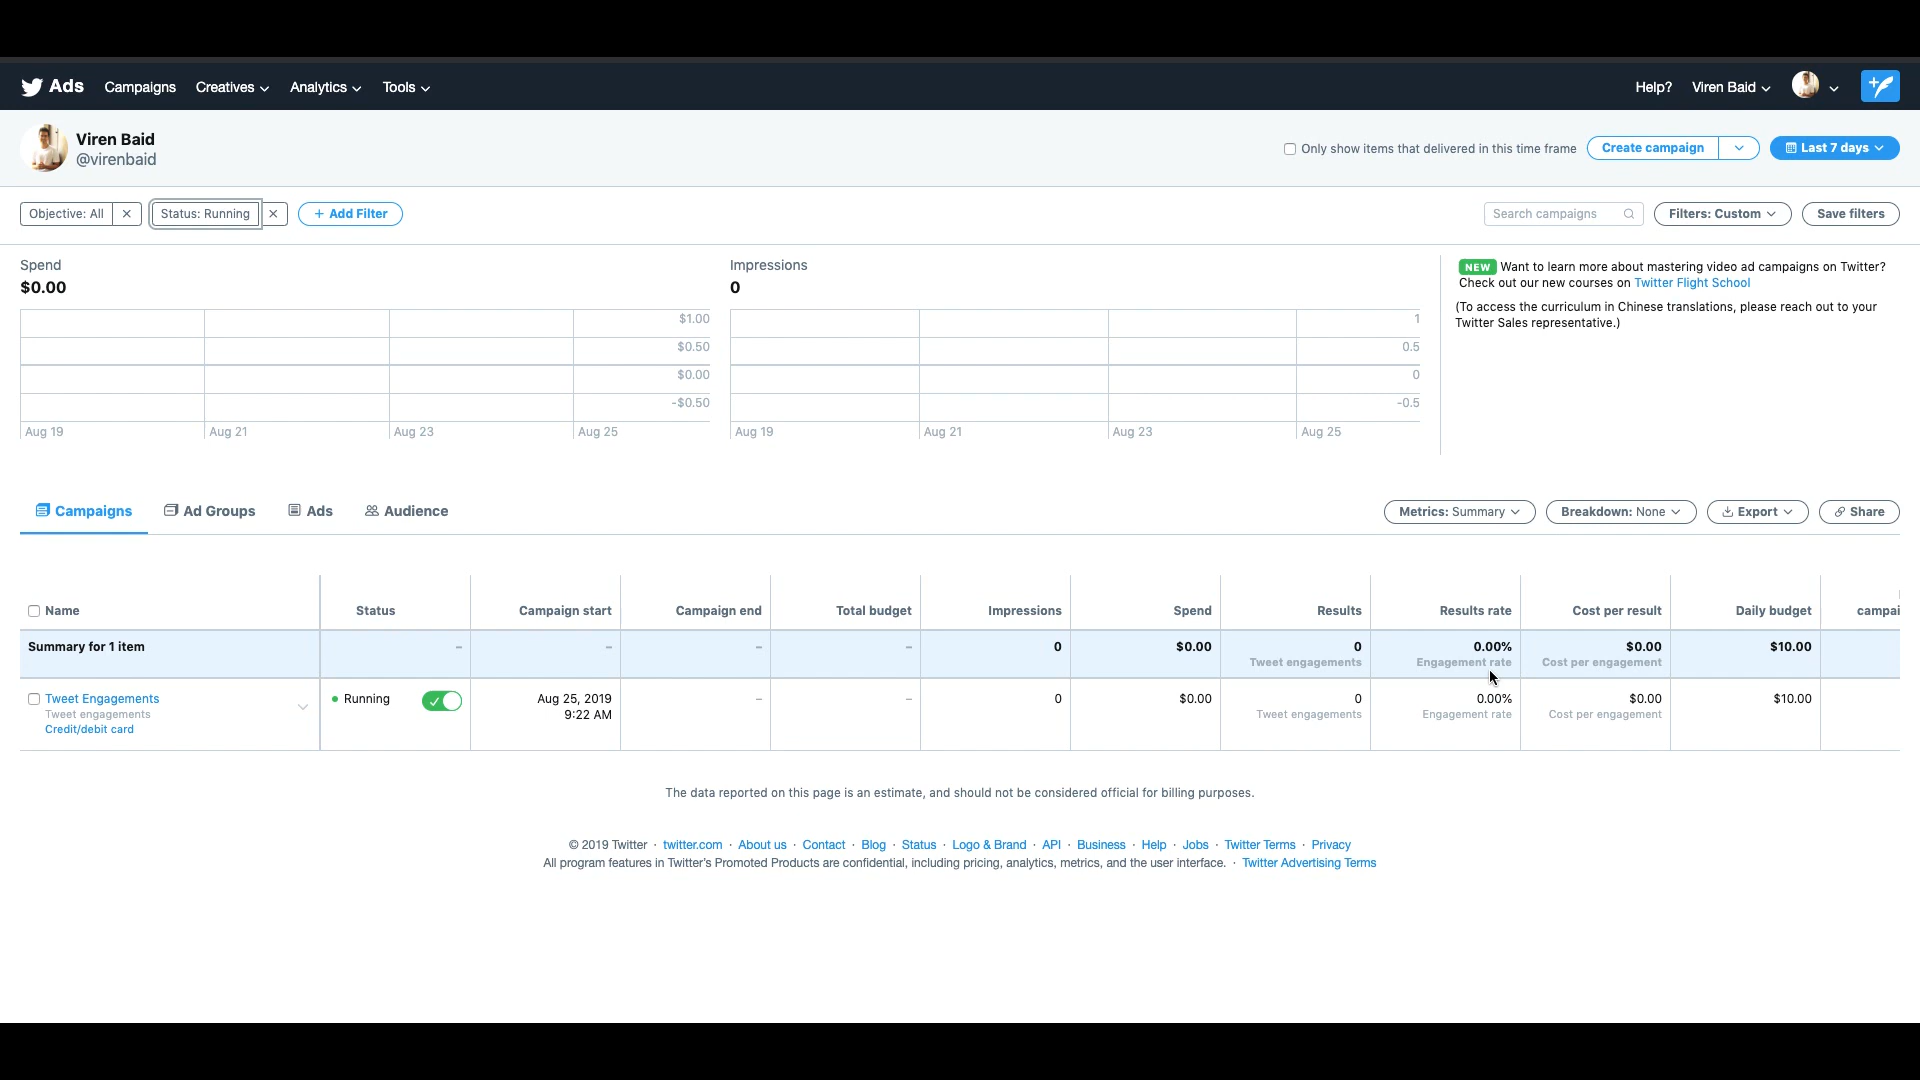 Ads Campaigns Creatives Analytics Tools Help? Viren Baid
Viren Baid
@virenbaid
Only show items that delivered in this time frame Create campaign Last 7 days
Objective: All × Status: Running × + Add Filter Search campaigns Filters: Custom Save filters
Spend
$0.00
$1.00
$0.50
$0.00
-$0.50
Aug 19 Aug 21 Aug 23 Aug 25
Impressions
0
1
0.5
0
-0.5
Aug 19 Aug 21 Aug 23 Aug 25
NEW Want to learn more about mastering video ad campaigns on Twitter?
Check out our new courses on Twitter Flight School
(To access the curriculum in Chinese translations, please reach out to your
Twitter Sales representative.)
Campaigns Ad Groups Ads Audience Metrics: Summary Breakdown: None Export Share
Name Status Campaign start Campaign end Total budget Impressions Spend Results Results rate Cost per result Daily budget campai
Summary for 1 item – – – – 0 $0.00 0 0.00% $0.00 $10.00
Tweet engagements Engagement rate Cost per engagement
Tweet Engagements Running Aug 25, 2019 – – 0 $0.00 0 0.00% $0.00 $10.00
Tweet engagements 9:22 AM Tweet engagements Engagement rate Cost per engagement
Credit/debit card
The data reported on this page is an estimate, and should not be considered official for billing purposes.
© 2019 Twitter · twitter.com · About us · Contact · Blog · Status · Logo & Brand · API · Business · Help · Jobs · Twitter Terms · Privacy
All program features in Twitter's Promoted Products are confidential, including pricing, analytics, metrics, and the user interface. · Twitter Advertising Terms